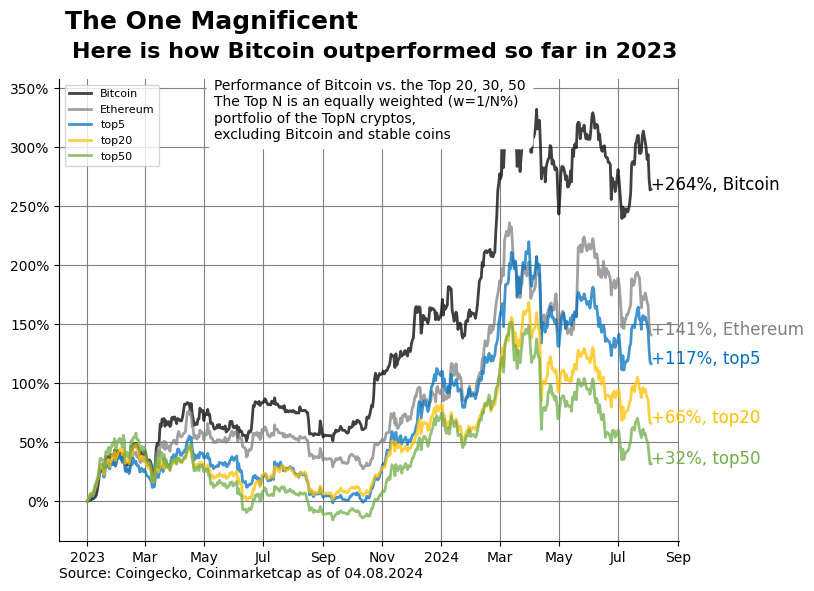 The One Magnificent
Here is how Bitcoin outperformed so far in 2023
Performance of Bitcoin vs. the Top 20, 30, 50
The Top N is an equally weighted (w=1/N%)
portfolio of the TopN cryptos,
excluding Bitcoin and stable coins
Bitcoin
Ethereum
top5
top20
top50
350%
300%
250%
200%
150%
100%
50%
0%
+264%, Bitcoin
+141%, Ethereum
+117%, top5
+66%, top20
+32%, top50
2023 Mar May Jul Sep Nov 2024 Mar May Jul Sep
Source: Coingecko, Coinmarketcap as of 04.08.2024